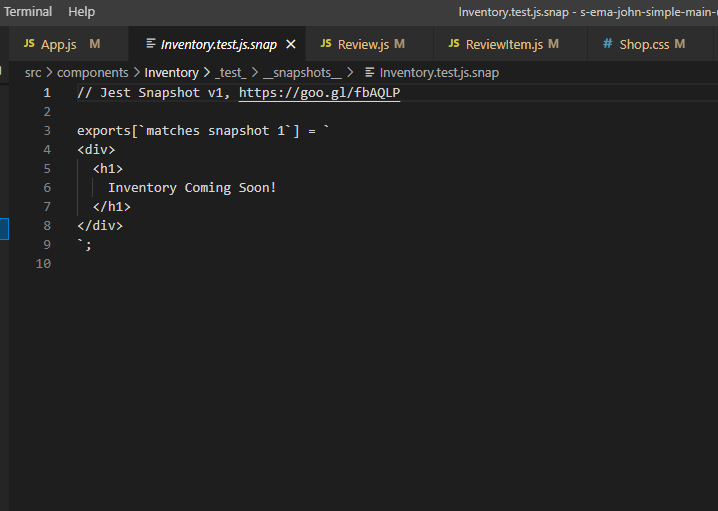 Terminal Help Inventory.test.js.snap - s-ema-john-simple-main-
JS App.js M Inventory.test.js.snap × JS Review.js M JS ReviewItem.js M # Shop.css M
src > components > Inventory > _test_ > __snapshots__ > Inventory.test.js.snap
1 // Jest Snapshot v1, https://goo.gl/fbAQLP
2
3 exports[`matches snapshot 1`] = `
4 <div>
5 <h1>
6 Inventory Coming Soon!
7 </h1>
8 </div>
9 `;
10